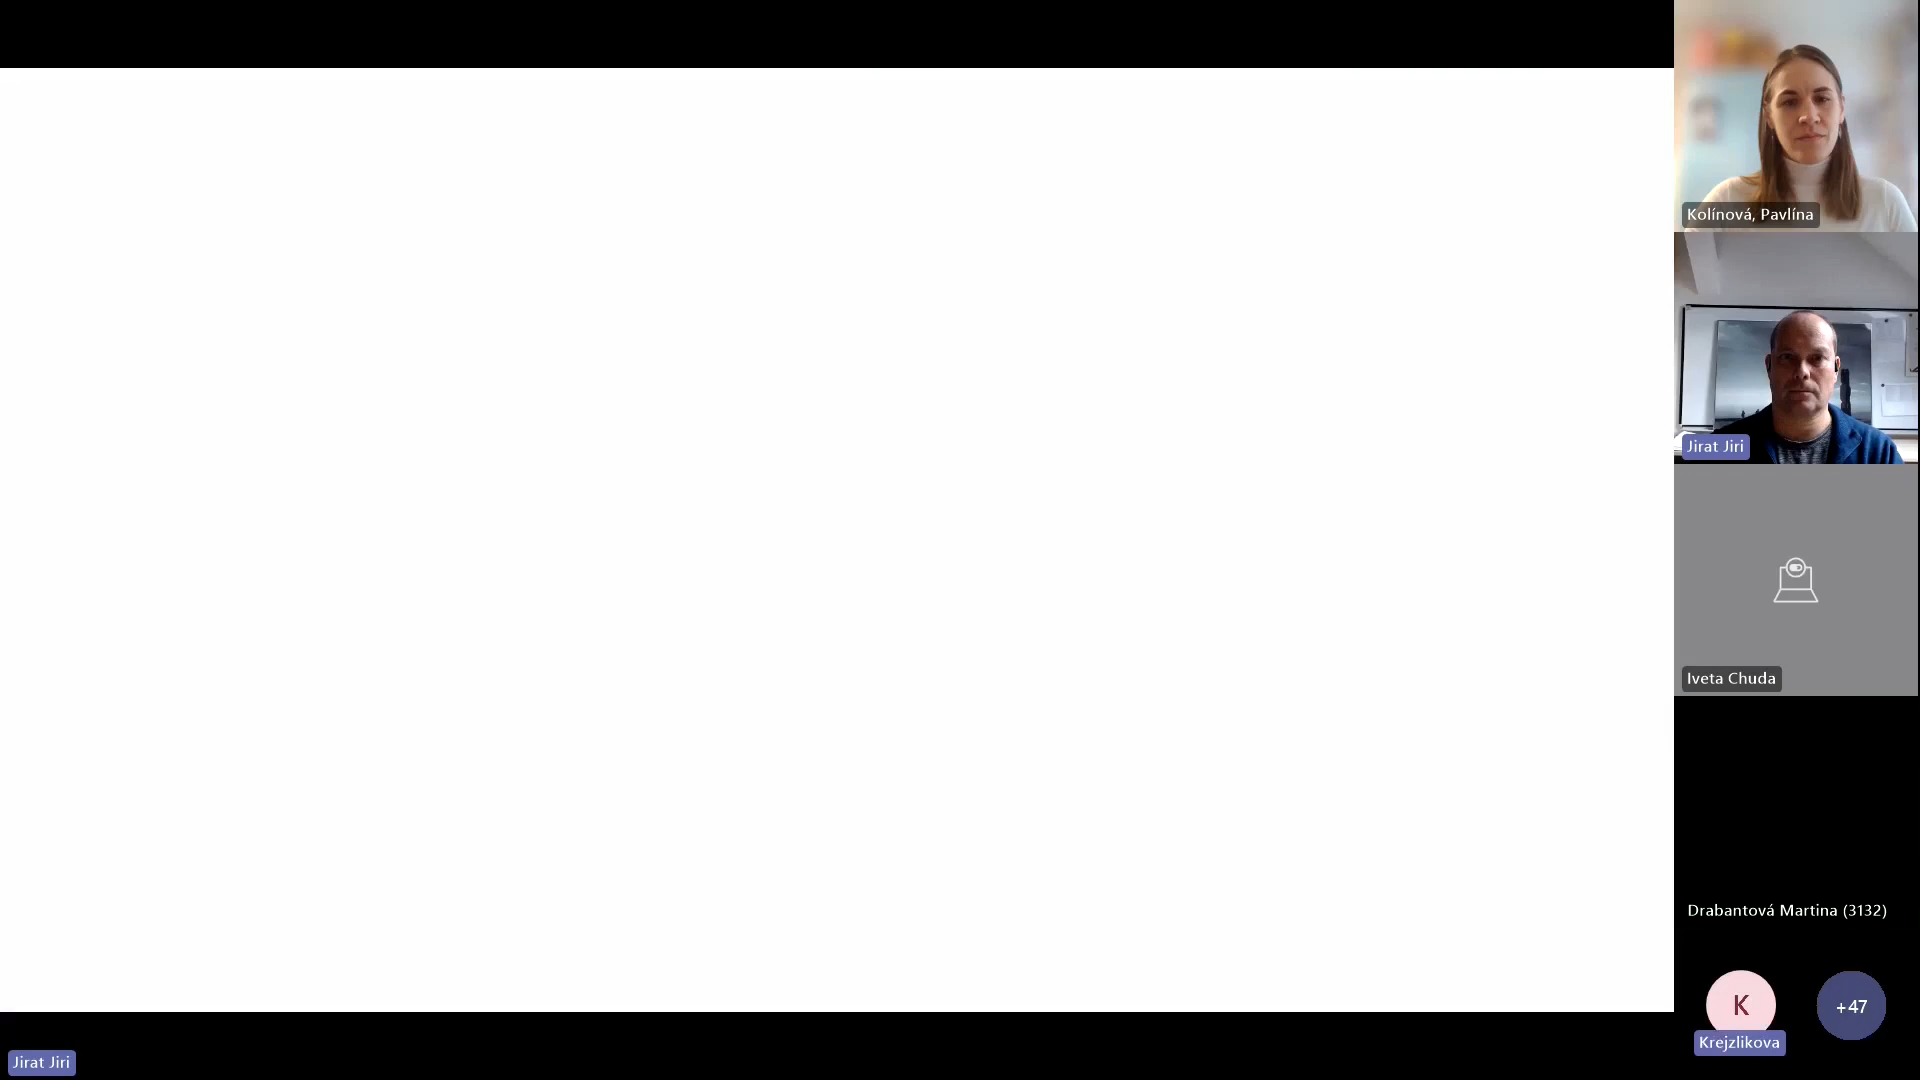 Kolínová, Pavlína
Jirat Jiri
Iveta Chuda
Drabantová Martina (3132)
K
+47
Krejzlikova
Jirat Jiri